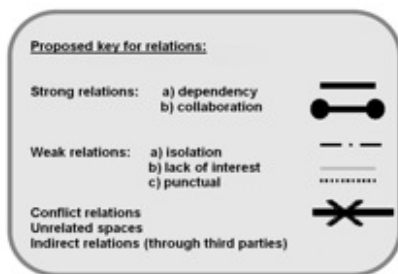 Proposed key for relations:
Strong relations: a) dependency
b) collaboration
Weak relations: a) isolation
b) lack of interest
c) punctual
Conflict relations
Unrelated spaces
Indirect relations (through third parties)